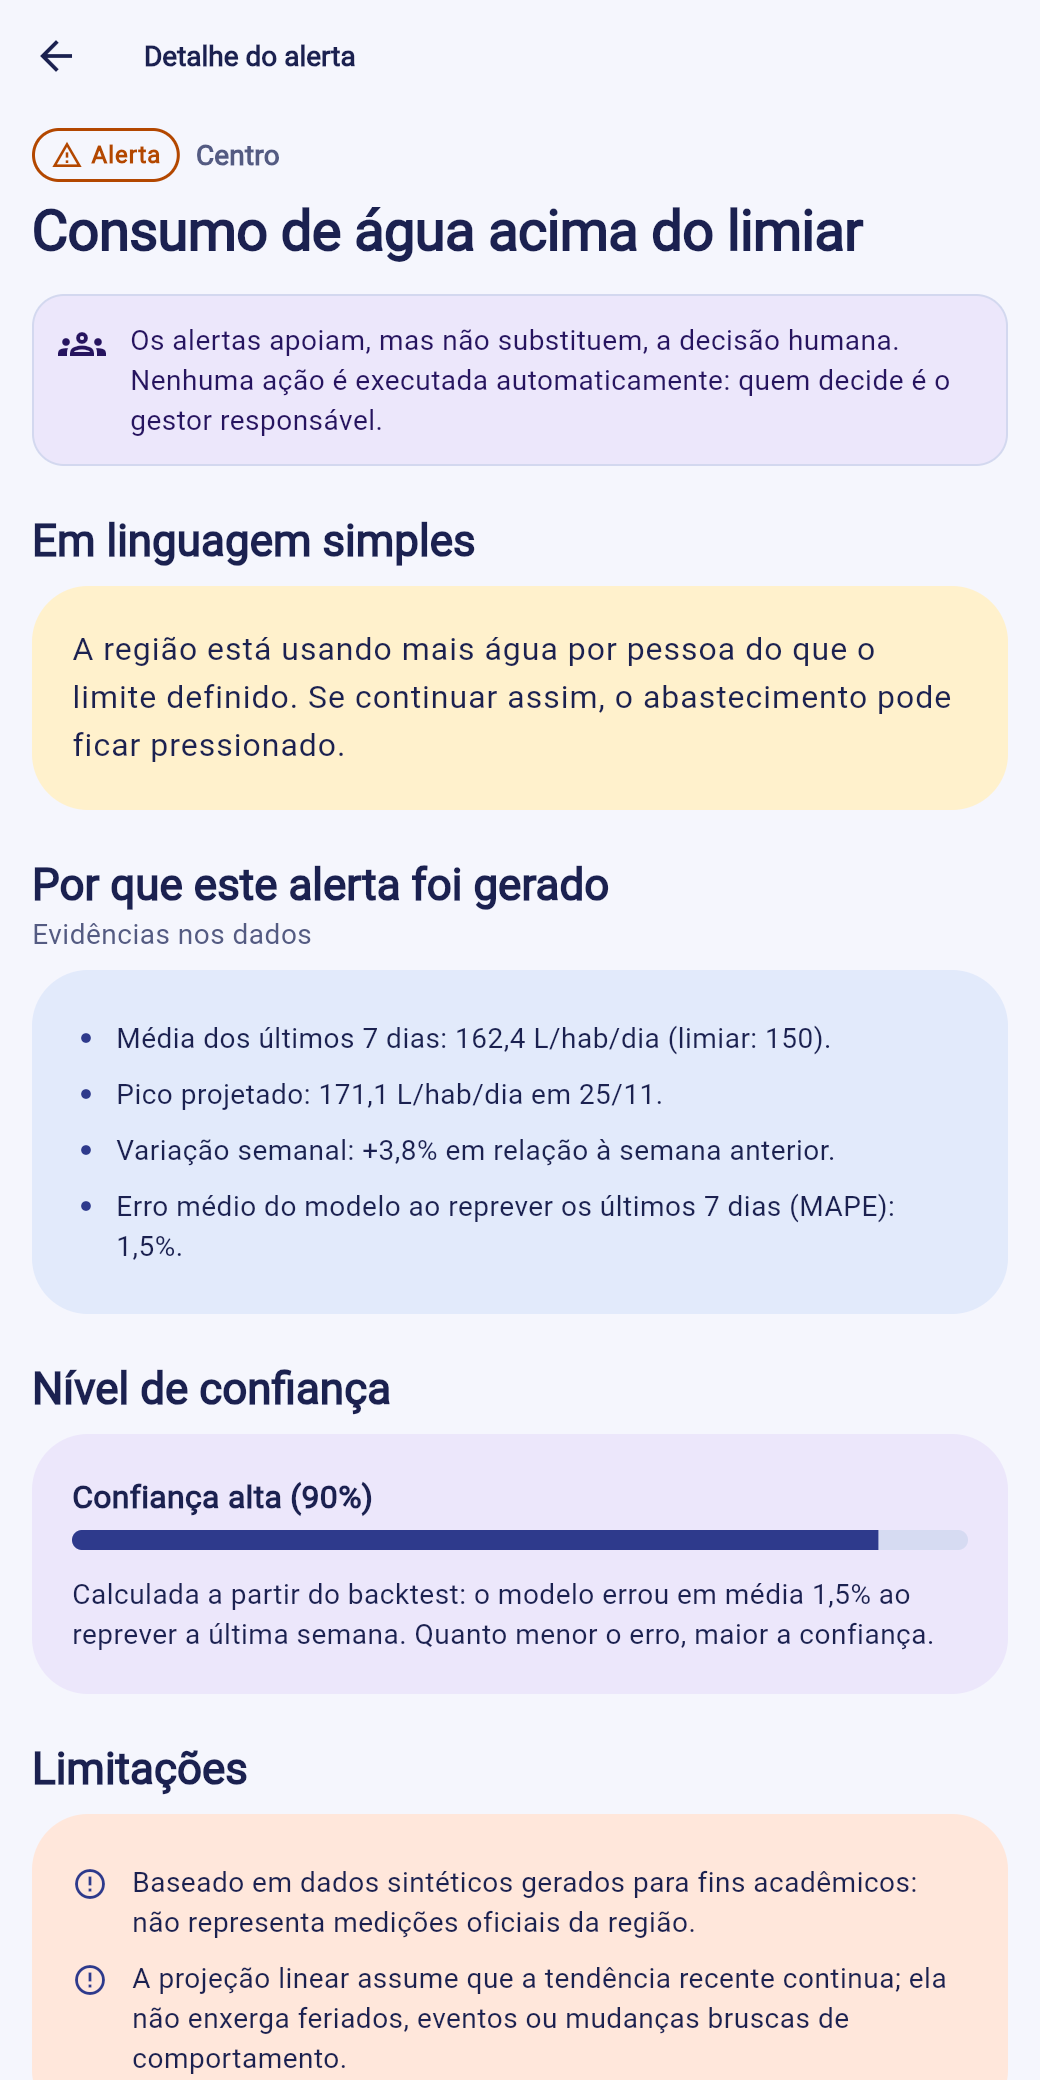 Detalhe do alerta
Alerta
Centro
Consumo de água acima do limiar
Os alertas apoiam, mas não substituem, a decisão humana.
Nenhuma ação é executada automaticamente: quem decide é o
gestor responsável.
Em linguagem simples
A região está usando mais água por pessoa do que o
limite definido. Se continuar assim, o abastecimento pode
ficar pressionado.
Por que este alerta foi gerado
Evidências nos dados
• Média dos últimos 7 dias: 162,4 L/hab/dia (limiar: 150).
• Pico projetado: 171,1 L/hab/dia em 25/11.
• Variação semanal: +3,8% em relação à semana anterior.
• Erro médio do modelo ao reprever os últimos 7 dias (MAPE):
1,5%.
Nível de confiança
Confiança alta (90%)
Calculada a partir do backtest: o modelo errou em média 1,5% ao
reprever a última semana. Quanto menor o erro, maior a confiança.
Limitações
Baseado em dados sintéticos gerados para fins acadêmicos:
não representa medições oficiais da região.
A projeção linear assume que a tendência recente continua; ela
não enxerga feriados, eventos ou mudanças bruscas de
comportamento.